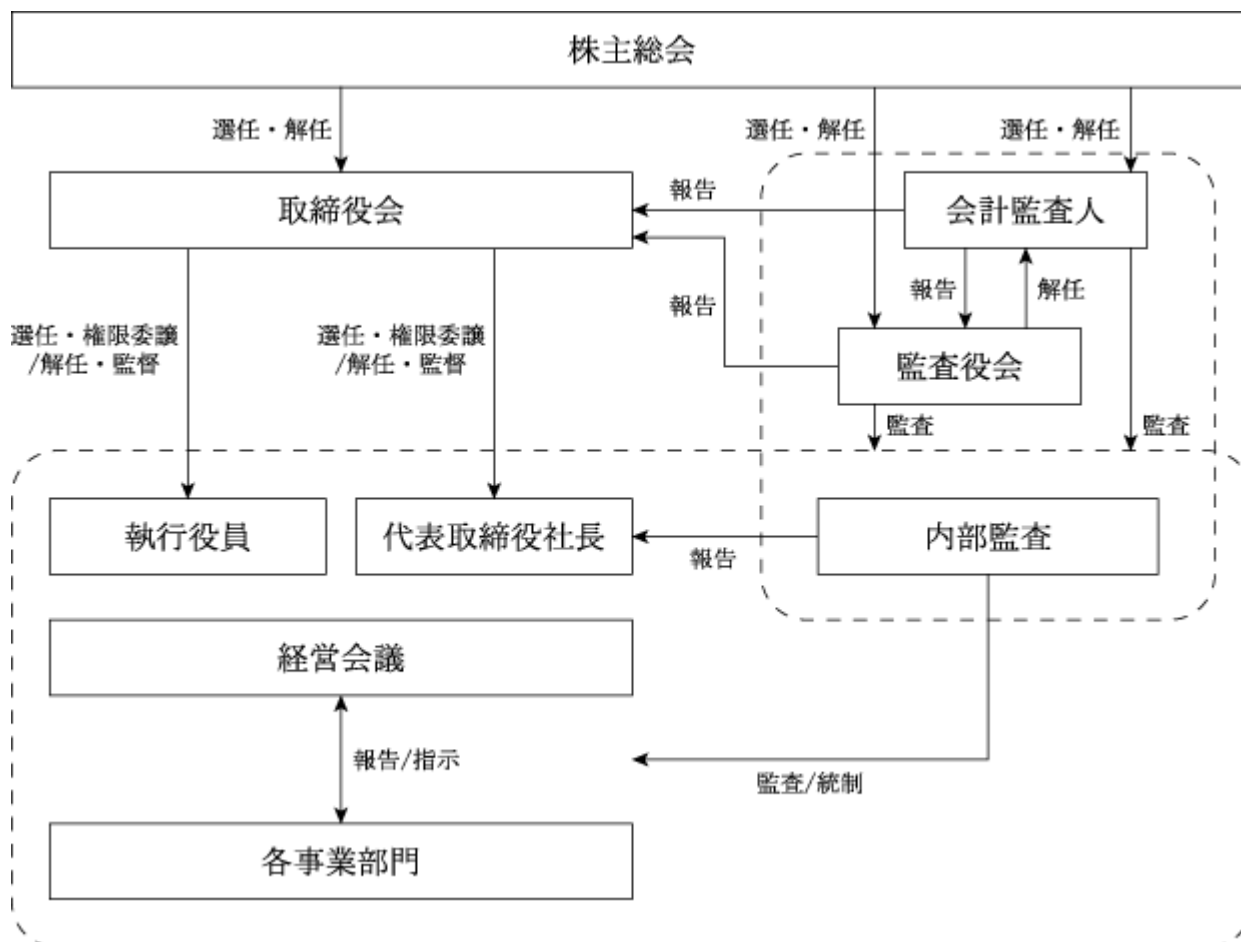 株主総会
選任・解任
選任・解任
選任・解任
取締役会
報告
会計監査人
報告
報告
解任
選任・権限委譲
/解任・監督
選任・権限委譲
/解任・監督
監査役会
監査
監査
執行役員
代表取締役社長
報告
内部監査
経営会議
報告/指示
監査/統制
各事業部門